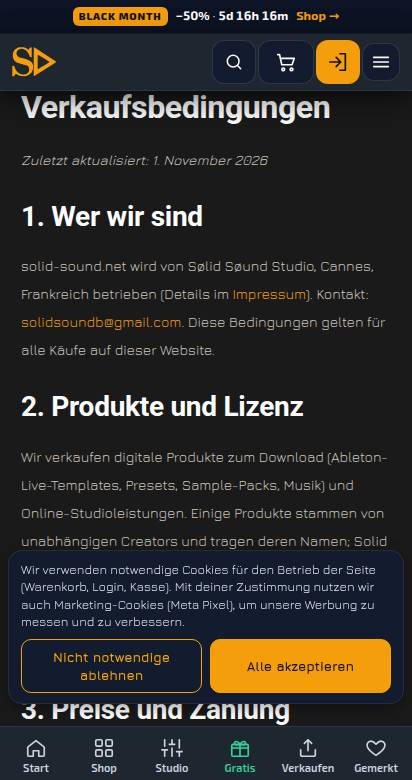 BLACK MONTH −50% · 5d 16h 16m Shop →
Verkaufsbedingungen
Zuletzt aktualisiert: 1. November 2026
1. Wer wir sind
solid-sound.net wird von Sølid Søund Studio, Cannes,
Frankreich betrieben (Details im Impressum). Kontakt:
solidsoundb@gmail.com. Diese Bedingungen gelten für
alle Käufe auf dieser Website.
2. Produkte und Lizenz
Wir verkaufen digitale Produkte zum Download (Ableton-
Live-Templates, Presets, Sample-Packs, Musik) und
Online-Studioleistungen. Einige Produkte stammen von
unabhängigen Creators und tragen deren Namen; Solid
Wir verwenden notwendige Cookies für den Betrieb der Seite
(Warenkorb, Login, Kasse). Mit deiner Zustimmung nutzen wir
auch Marketing-Cookies (Meta Pixel), um unsere Werbung zu
messen und zu verbessern.
Nicht notwendige
ablehnen
Alle akzeptieren
3. Preise und Zahlung
Start Shop Studio Gratis Verkaufen Gemerkt